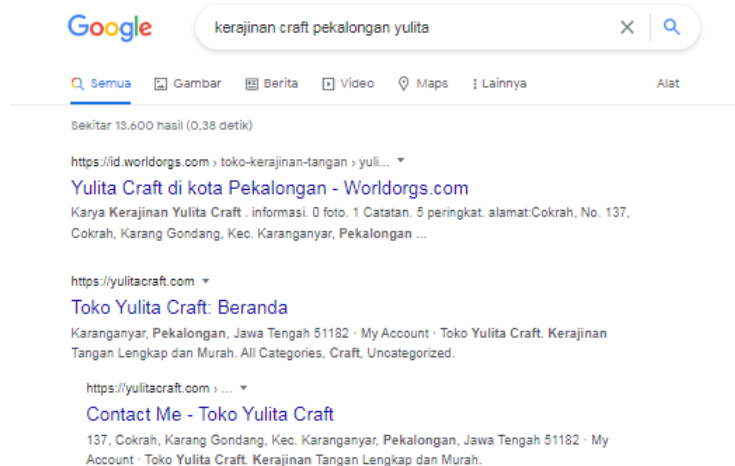 Google
kerajinan craft pekalongan yulita
Semua Gambar Berita Video Maps Lainnya Alat
Sekitar 13.600 hasil (0,38 detik)
https://id.worldorgs.com › toko-kerajinan-tangan › yuli...
Yulita Craft di kota Pekalongan - Worldorgs.com
Karya Kerajinan Yulita Craft . informasi. 0 foto. 1 Catatan. 5 peringkat. alamat:Cokrah, No. 137,
Cokrah, Karang Gondang, Kec. Karanganyar, Pekalongan ...
https://yulitacraft.com
Toko Yulita Craft: Beranda
Karanganyar, Pekalongan, Jawa Tengah 51182 · My Account · Toko Yulita Craft. Kerajinan
Tangan Lengkap dan Murah. All Categories, Craft, Uncategorized.
https://yulitacraft.com › ...
Contact Me - Toko Yulita Craft
137, Cokrah, Karang Gondang, Kec. Karanganyar, Pekalongan, Jawa Tengah 51182 · My
Account · Toko Yulita Craft. Kerajinan Tangan Lengkap dan Murah.